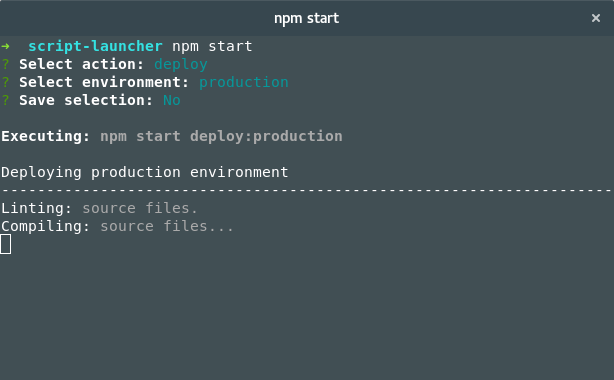 npm start ×
➜ script-launcher npm start
? Select action: deploy
? Select environment: production
? Save selection: No
Executing: npm start deploy:production
Deploying production environment
--------------------------------------------------------------------
Linting: source files.
Compiling: source files...